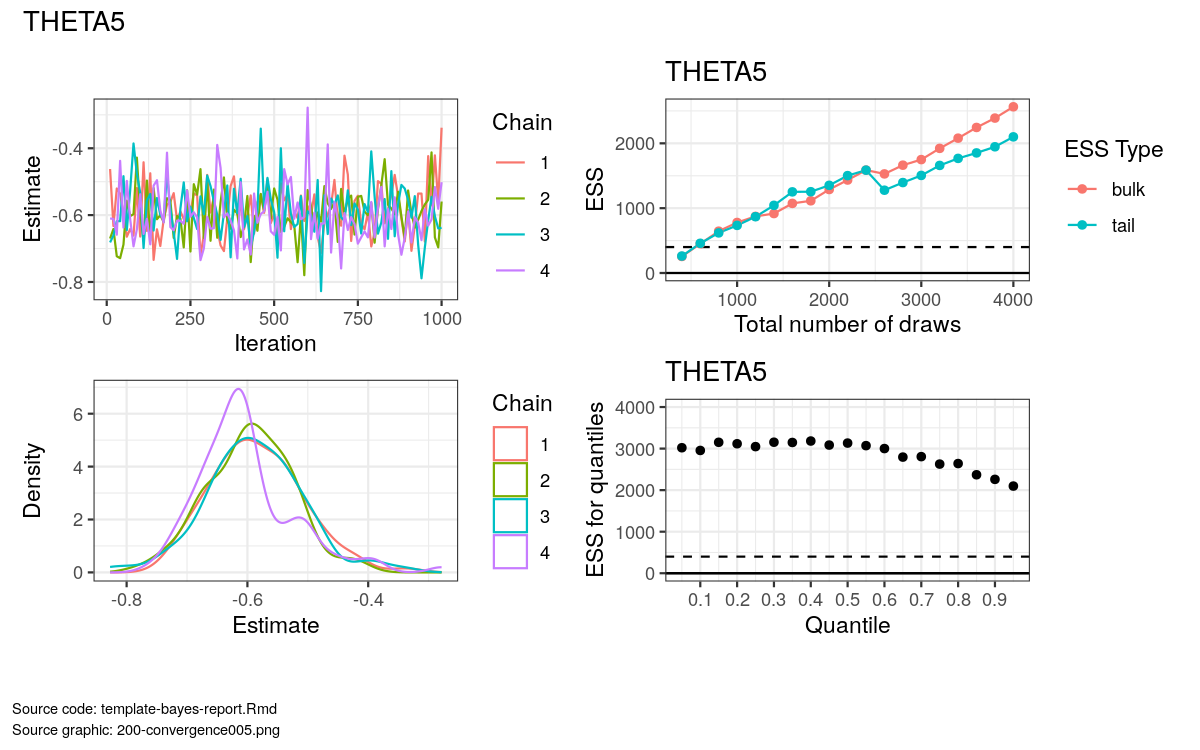 THETA5
Estimate
-0.4
-0.6
-0.8
0 250 500 750 1000
Iteration
Chain
1
2
3
4
THETA5
ESS
2000
1000
0
1000 2000 3000 4000
Total number of draws
ESS Type
bulk
tail
Density
6
4
2
0
-0.8 -0.6 -0.4
Estimate
Chain
1
2
3
4
THETA5
ESS for quantiles
4000
3000
2000
1000
0
0.1 0.2 0.3 0.4 0.5 0.6 0.7 0.8 0.9
Quantile
Source code: template-bayes-report.Rmd
Source graphic: 200-convergence005.png